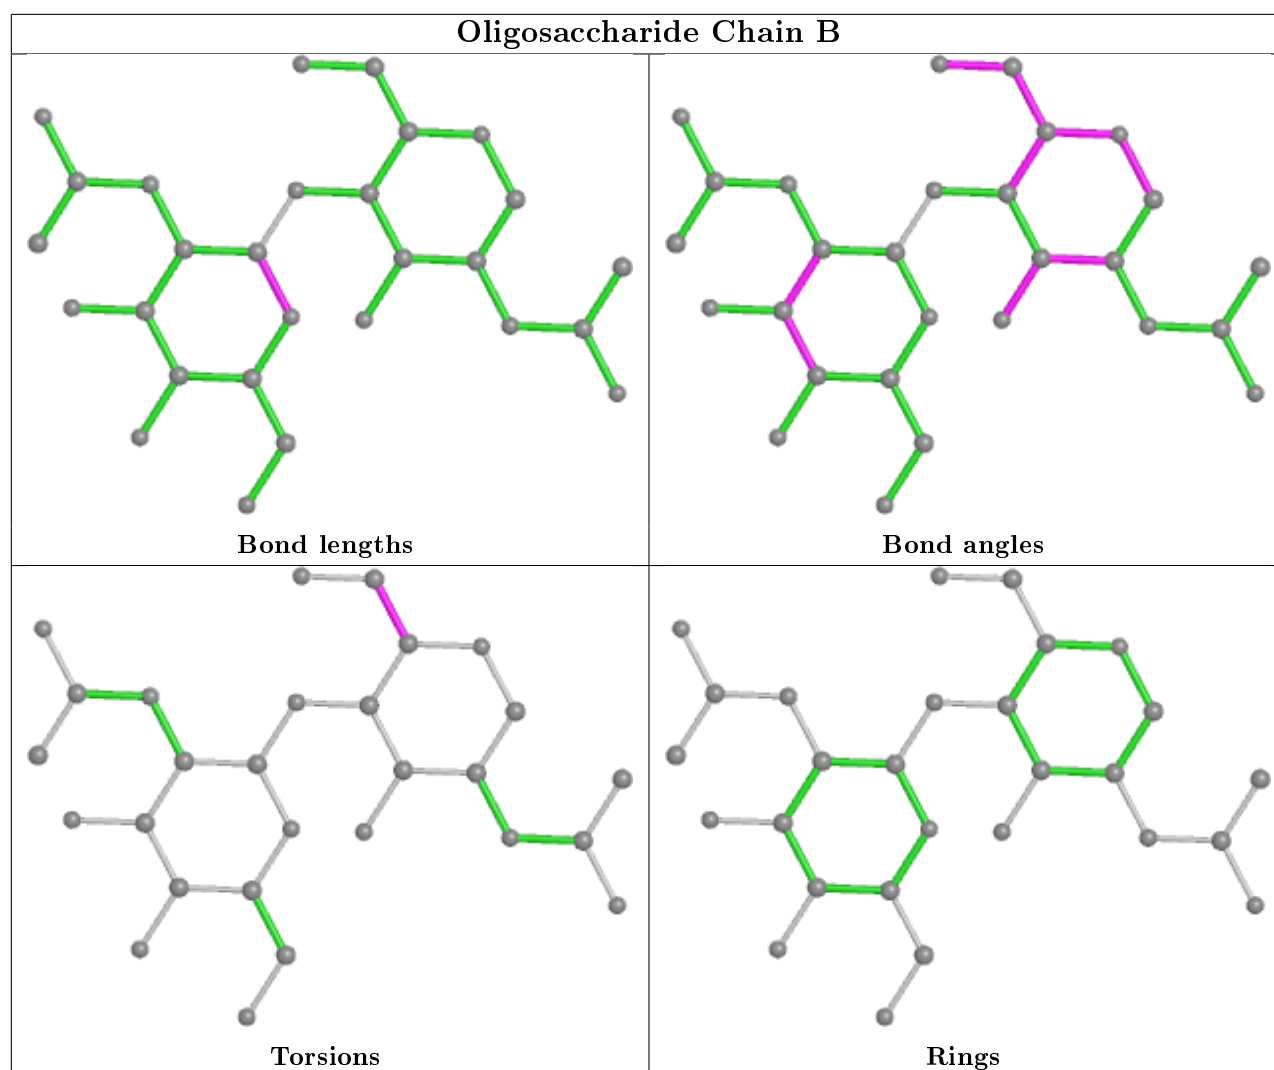 Oligosaccharide Chain B
Bond lengths
Bond angles
Torsions
Rings